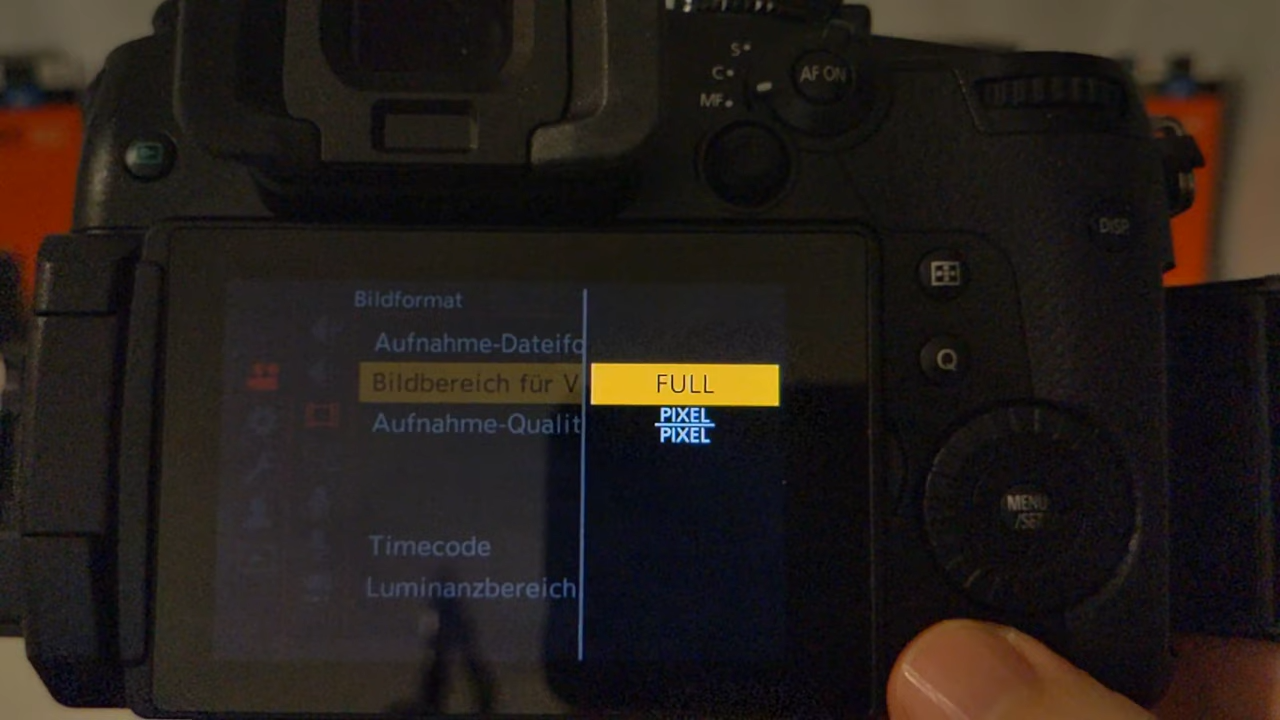 S
C
MF
AF ON
DISP.
Q
MENU
/SET
Bildformat
Aufnahme-Dateifo
Bildbereich für V
Aufnahme-Qualit
Timecode
Luminanzbereich
FULL
PIXEL
PIXEL